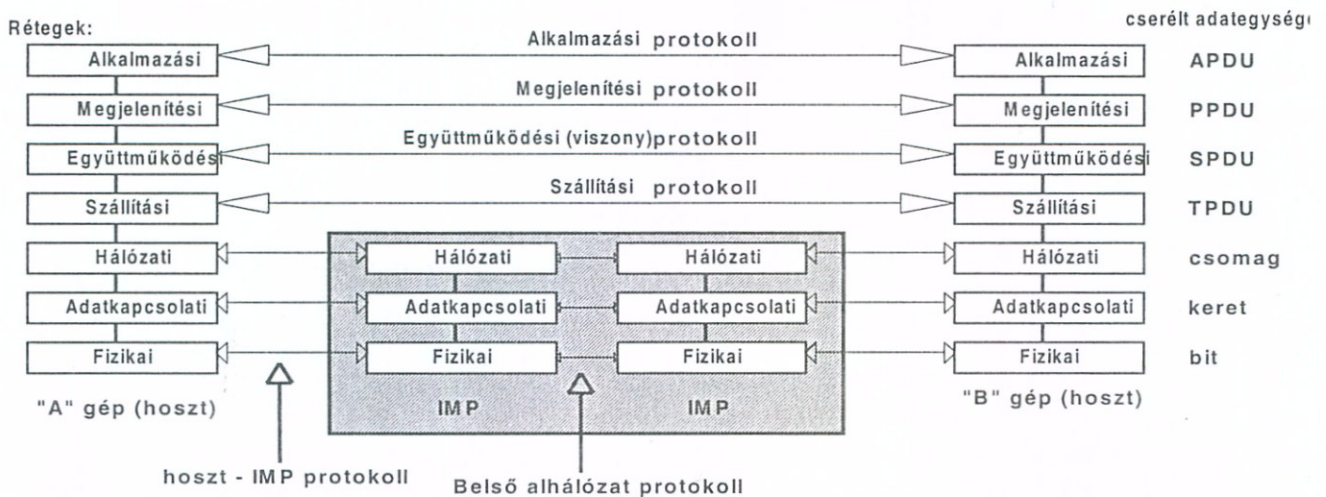 Rétegek:
cserélt adategység
Alkalmazási
Alkalmazási protokoll
Alkalmazási
APDU
Megjelenítési
Megjelenítési protokoll
Megjelenítési
PPDU
Együttműködési
Együttműködési (viszony)protokoll
Együttműködési
SPDU
Szállítási
Szállítási protokoll
Szállítási
TPDU
Hálózati
Hálózati
Hálózati
Hálózati
csomag
Adatkapcsolati
Adatkapcsolati
Adatkapcsolati
Adatkapcsolati
keret
Fizikai
Fizikai
Fizikai
Fizikai
bit
"A" gép (hoszt)
IMP
IMP
"B" gép (hoszt)
hoszt - IMP protokoll
Belső alhálózat protokoll